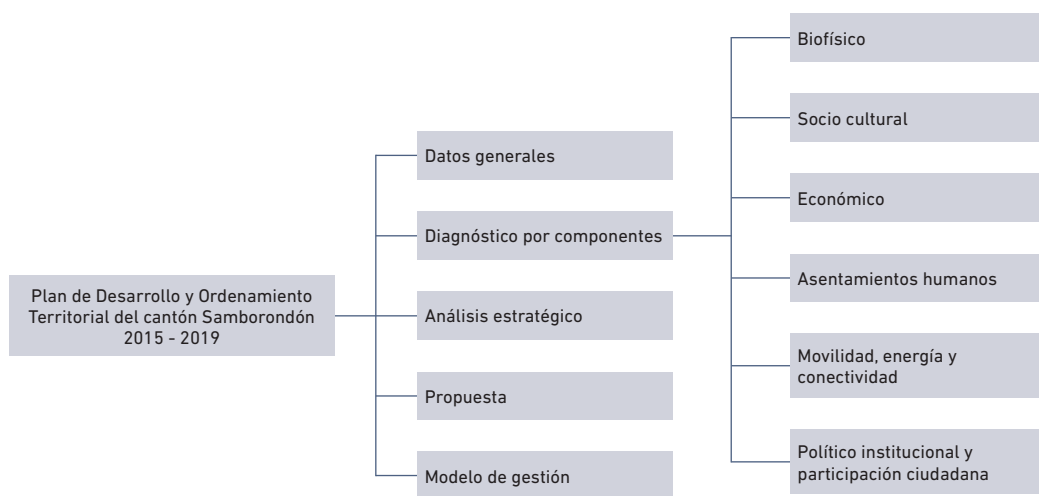 Plan de Desarrollo y Ordenamiento
Territorial del cantón Samborondón
2015 - 2019
Datos generales
Diagnóstico por componentes
Análisis estratégico
Propuesta
Modelo de gestión
Biofísico
Socio cultural
Económico
Asentamientos humanos
Movilidad, energía y
conectividad
Político institucional y
participación ciudadana